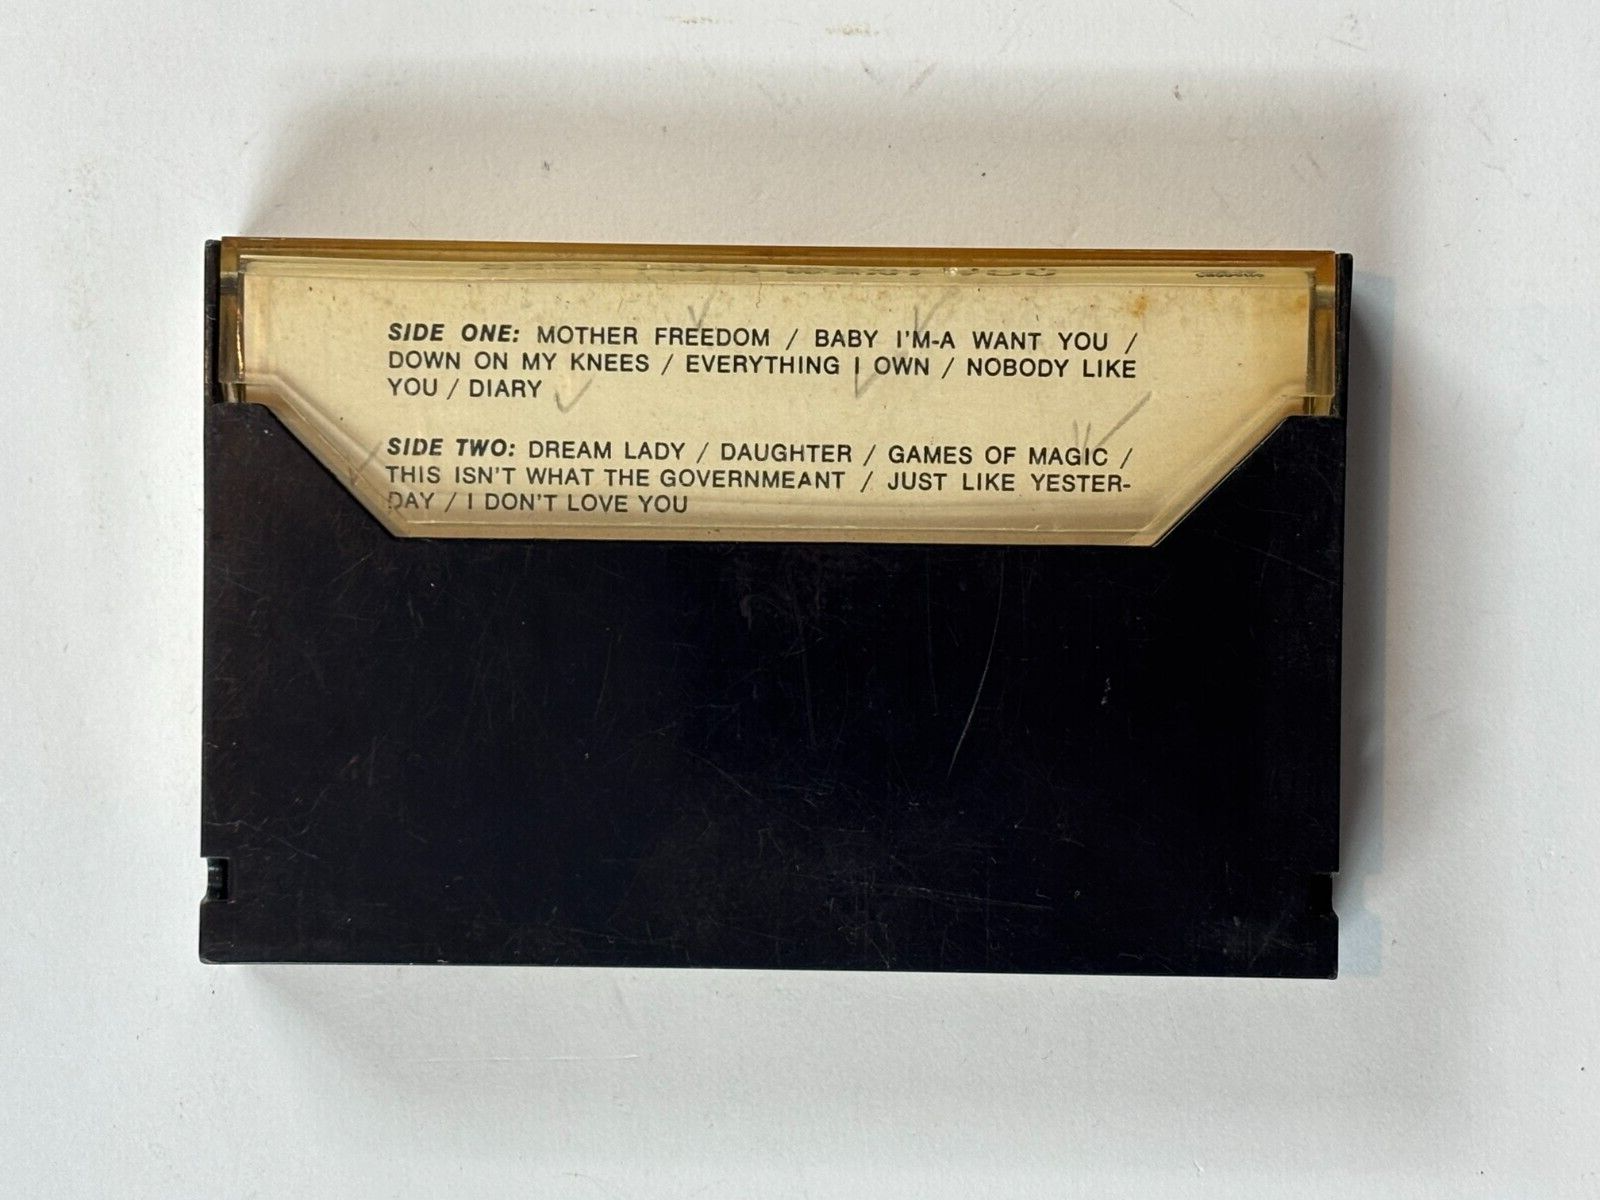 SIDE ONE: MOTHER FREEDOM / BABY I'M-A WANT YOU /
DOWN ON MY KNEES / EVERYTHING I OWN / NOBODY LIKE
YOU / DIARY
SIDE TWO: DREAM LADY / DAUGHTER / GAMES OF MAGIC /
THIS ISN'T WHAT THE GOVERNMEANT / JUST LIKE YESTER-
DAY / I DON'T LOVE YOU